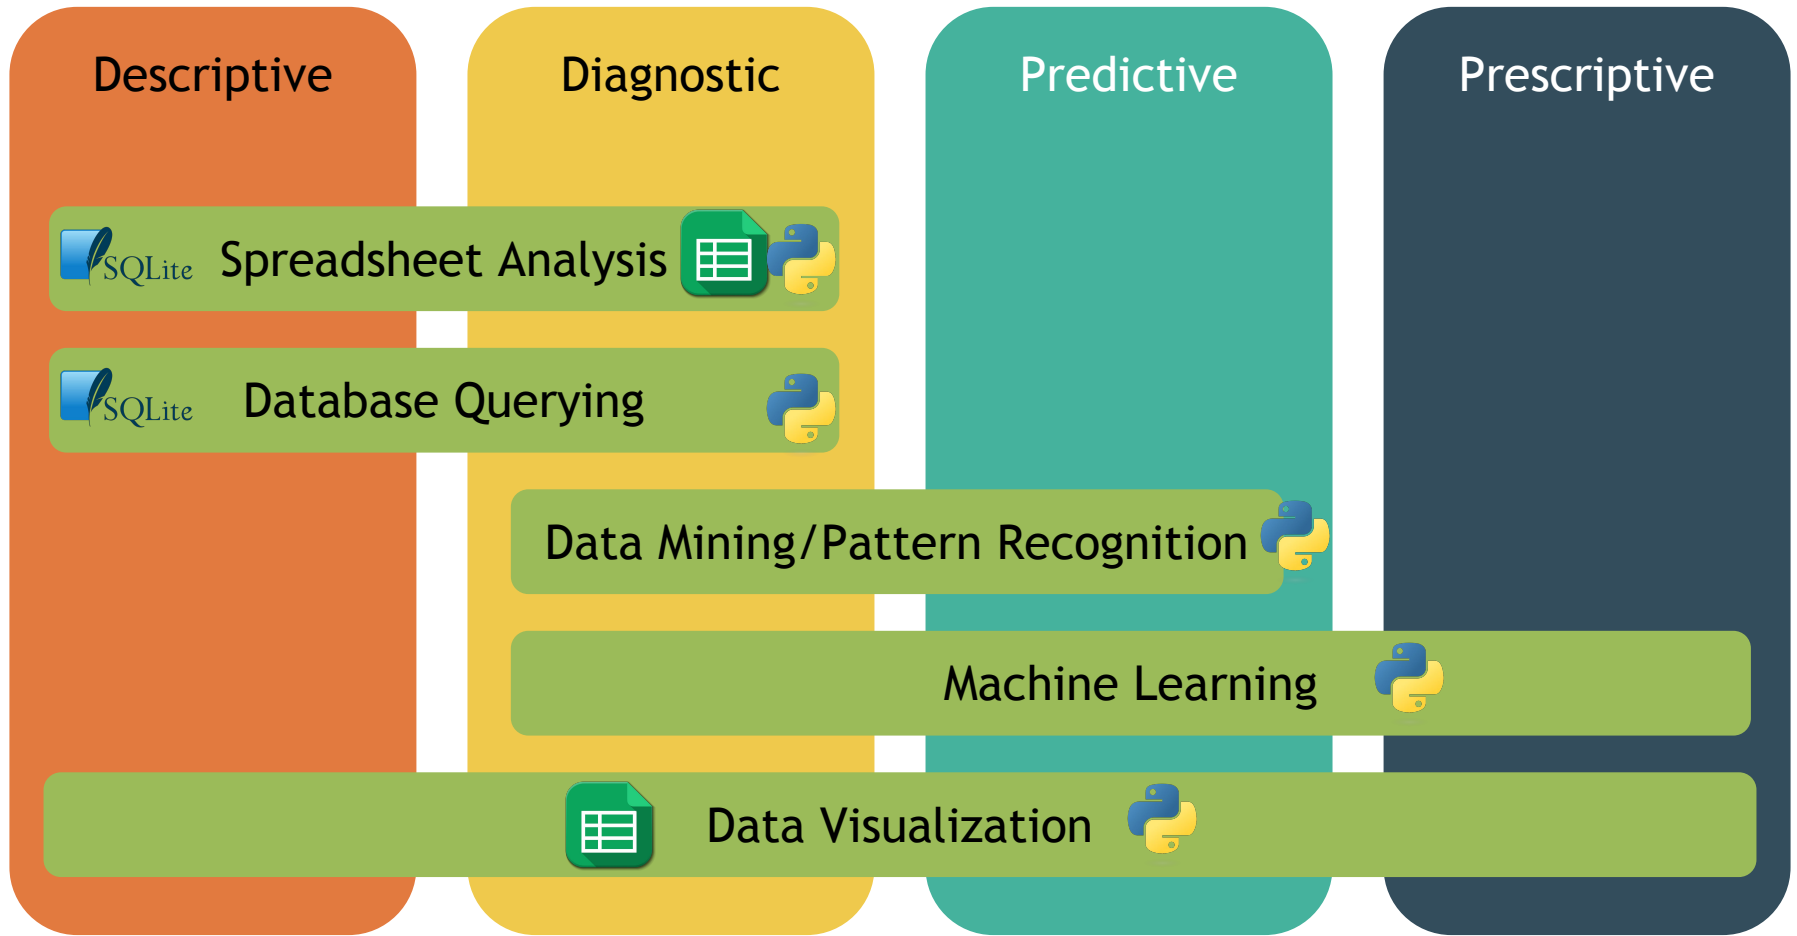 Descriptive
Diagnostic
Predictive
Prescriptive
SQLite Spreadsheet Analysis
SQLite Database Querying
Data Mining/Pattern Recognition
Machine Learning
Data Visualization